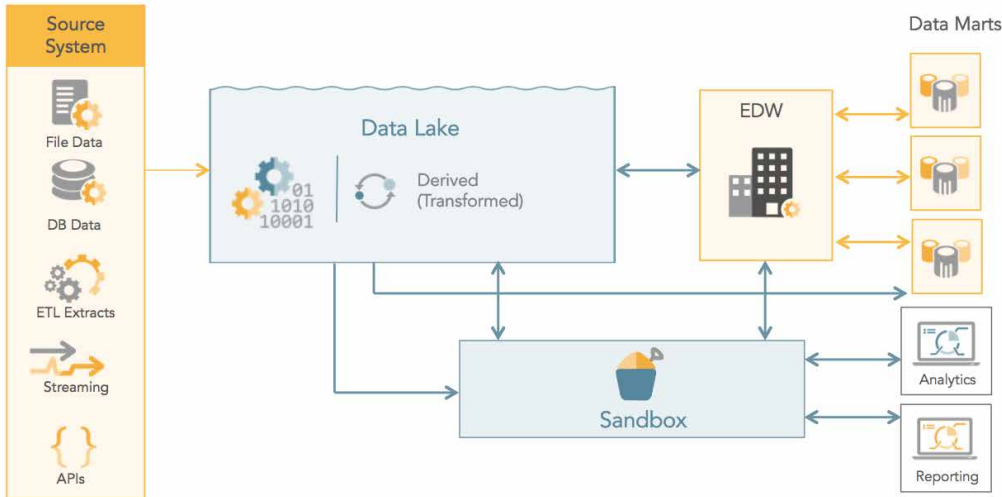 Source
System
File Data
DB Data
ETL Extracts
Streaming
{ }
APIs
Data Lake
01
1010
10001
Derived
(Transformed)
EDW
Data Marts
Sandbox
Analytics
Reporting